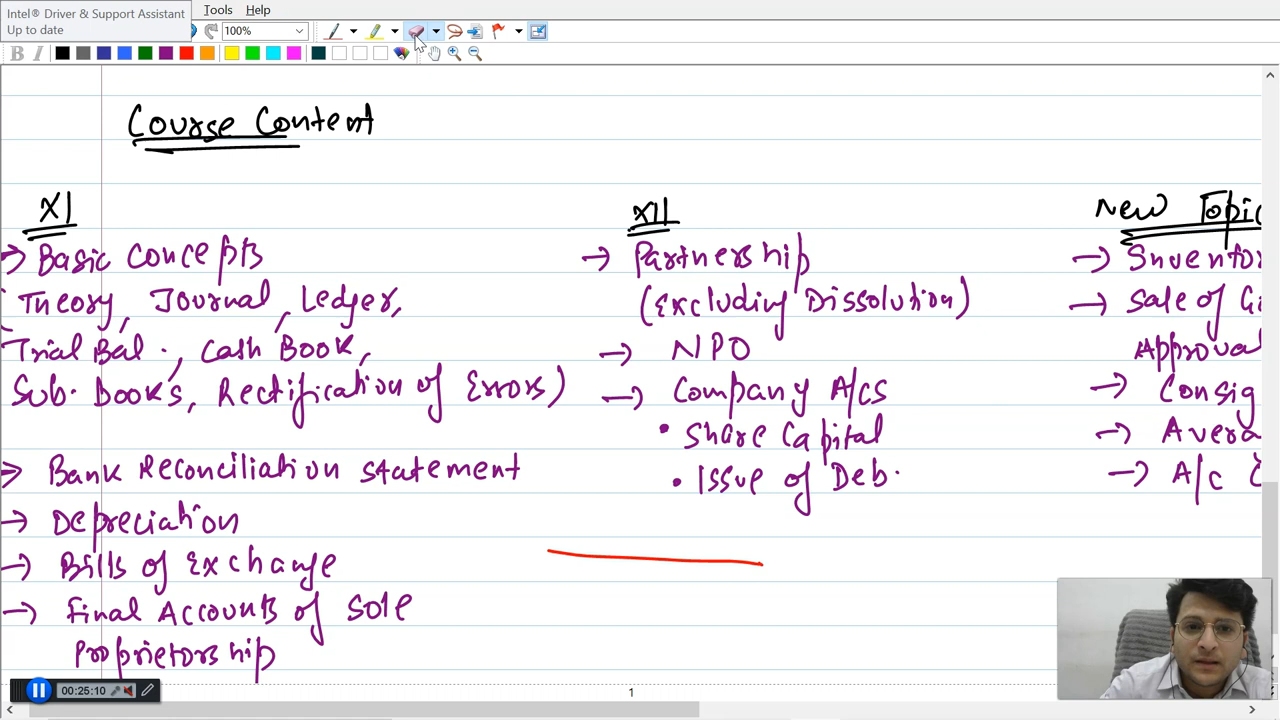 Intel® Driver & Support Assistant
Up to date
Tools Help
100%
B I
Course Content
XI
→ Basic Concepts
(Theory, Journal, Ledger,
Trial Bal., Cash Book,
Sub. Books, Rectification of Errors)
→ Bank Reconciliation Statement
→ Depreciation
→ Bills of Exchange
→ Final Accounts of Sole
Proprietorship
XII
→ Partnership
(Excluding Dissolution)
→ NPO
→ Company A/cs
• Share Capital
• Issue of Deb.
New Topic
→ Inventor
→ Sale of G
Approval
→ Consig
→ Avera
→ A/c
1
00:25:10